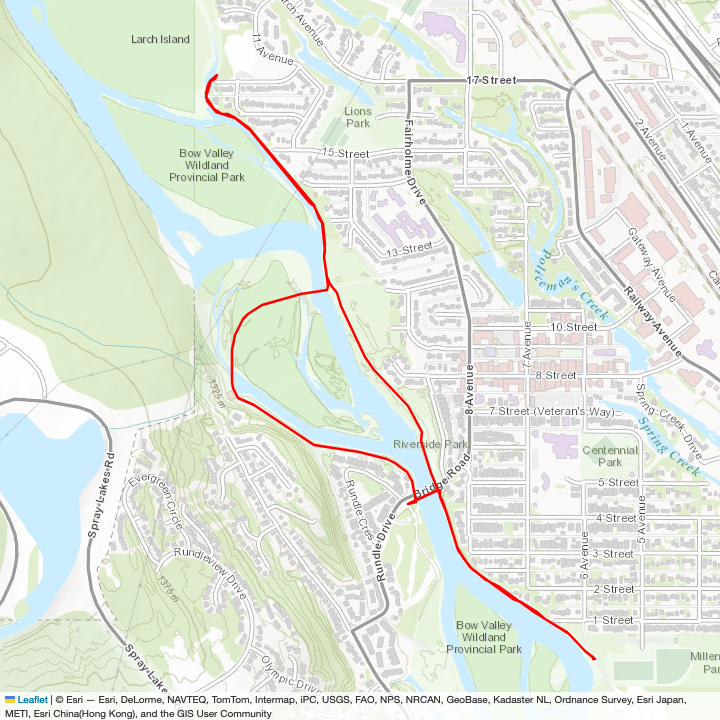 Larch Island
Larch-Avenue
11-Avenue
17 Street
Lions
Park
2 Avenue
1-Avenue
Fairholme-Drive
15 Street
Bow Valley
Wildland
Provincial Park
13-Street
Policeman's Creek
Gateway Avenue
Railway-Avenue
10 Street
7-Avenue
8 Street
8-Avenue
1325 m
7 Street (Veteran's Way)
Spring-Creek-Drive
Spring Creek
Riverside Park
Centennial
Park
Spray-Lakes-Rd
Evergreen Circle
Rundle-Cres
Bridge-Road
5 Street
4 Street
5 Avenue
6 Avenue
3 Street
Rundle-Drive
Rundleview Drive
1375 m
2 Street
1 Street
Bow Valley
Wildland
Provincial Park
Olympic-Drive
Leaflet | © Esri — Esri, DeLorme, NAVTEQ, TomTom, Intermap, iPC, USGS, FAO, NPS, NRCAN, GeoBase, Kadaster NL, Ordnance Survey, Esri Japan,
METI, Esri China(Hong Kong), and the GIS User Community